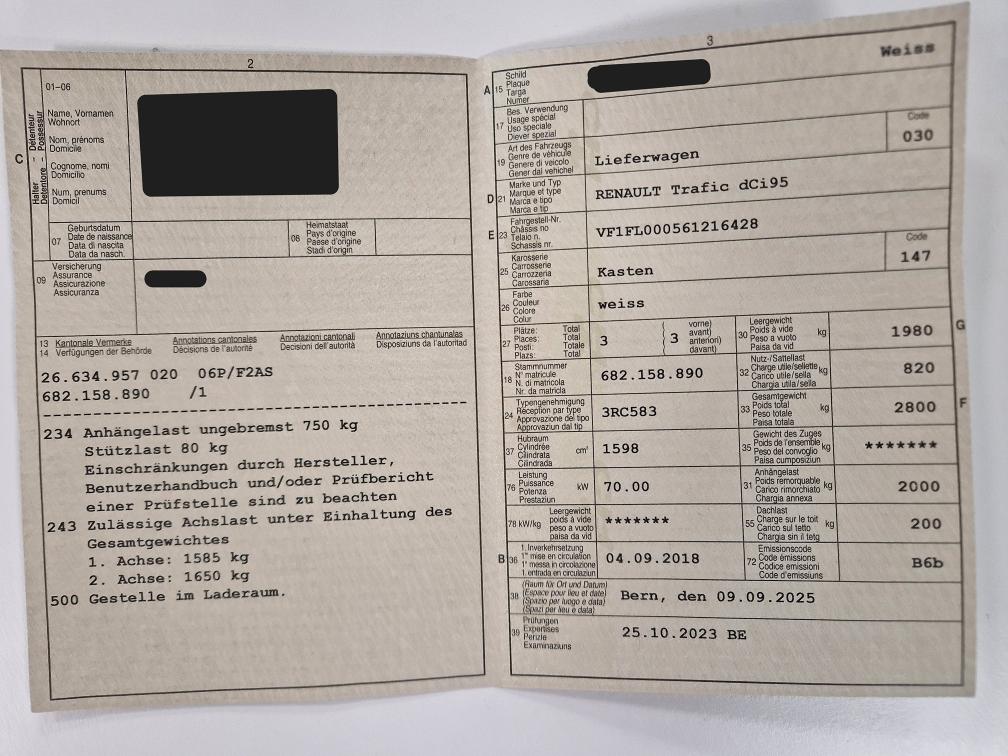 2
01-06
C
Halter Détenteur
Detentore Possessur
Name, Vornamen
Wohnort
Nom, prénoms
Domicile
Cognome, nomi
Domicilio
Num, prenums
Domicil
07
Geburtsdatum
Date de naissance
Data di nascita
Data da nasch.
08
Heimatstaat
Pays d'origine
Paese d'origine
Stadi d'origin
09
Versicherung
Assurance
Assicurazione
Assicuranza
13 Kantonale Vermerke Annotations cantonales Annotazioni cantonali Annotaziuns chantunalas
14 Verfügungen der Behörde Décisions de l'autorité Decisioni dell'autorità Disposiziuns da l'autoritad
26.634.957 020 06P/F2AS
682.158.890 /1
234 Anhängelast ungebremst 750 kg
Stützlast 80 kg
Einschränkungen durch Hersteller,
Benutzerhandbuch und/oder Prüfbericht
einer Prüfstelle sind zu beachten
243 Zulässige Achslast unter Einhaltung des
Gesamtgewichtes
1. Achse: 1585 kg
2. Achse: 1650 kg
500 Gestelle im Laderaum.
3
Weiss
A 15
Schild
Plaque
Targa
Numer
17
Bes. Verwendung
Usage spécial
Uso speciale
Diever spezial
19
Art des Fahrzeugs
Genre de véhicule
Genere di veicolo
Gener dal vehichel
Lieferwagen
Code
030
D 21
Marke und Typ
Marque et type
Marca e tipo
Marca e tip
RENAULT Trafic dCi95
E 23
Fahrgestell-Nr.
Châssis no
Telaio n.
Schassis nr.
VF1FL000561216428
25
Karosserie
Carrosserie
Carrozzeria
Carossaria
Kasten
Code
147
26
Farbe
Couleur
Colore
Colur
weiss
27
Plätze: Total
Places: Total
Posti: Totale
Plazs: Total
3
3
vorne)
avant)
anteriori)
davant)
30
Leergewicht
Poids à vide
Peso a vuoto
Paisa da vid
kg
1980
G
18
Stammnummer
N° matricule
N. di matricola
Nr. da matricla
682.158.890
32
Nutz-/Sattellast
Charge utile/sellette
Carico utile/sella
Chargia utila/sella
kg
820
24
Typengenehmigung
Réception par type
Approvazione del tipo
Approvaziun dal tip
3RC583
33
Gesamtgewicht
Poids total
Peso totale
Paisa totala
kg
2800
F
37
Hubraum
Cylindrée
Cilindrata
Cilindrada
cm³
1598
35
Gewicht des Zuges
Poids de l'ensemble
Peso del convoglio
Paisa cumposiziun
kg
*******
76
Leistung
Puissance
Potenza
Prestaziun
kW
70.00
31
Anhängelast
Poids remorquable
Carico rimorchiato
Chargia annexa
kg
2000
78 kW/kg
Leergewicht
poids à vide
peso a vuoto
paisa da vid
*******
55
Dachlast
Charge sur le toit
Carico sul tetto
Chargia sin il tetg
kg
200
B 36
1. Inverkehrsetzung
1re mise en circulation
1a messa in circolazione
1. entrada en circulaziun
04.09.2018
72
Emissionscode
Code émissions
Codice emissioni
Code d'emissiuns
B6b
38
(Raum für Ort und Datum)
(Espace pour lieu et date)
(Spazio per luogo e data)
(Spazi per lieu e data)
Bern, den 09.09.2025
39
Prüfungen
Expertises
Perizie
Examinaziuns
25.10.2023 BE